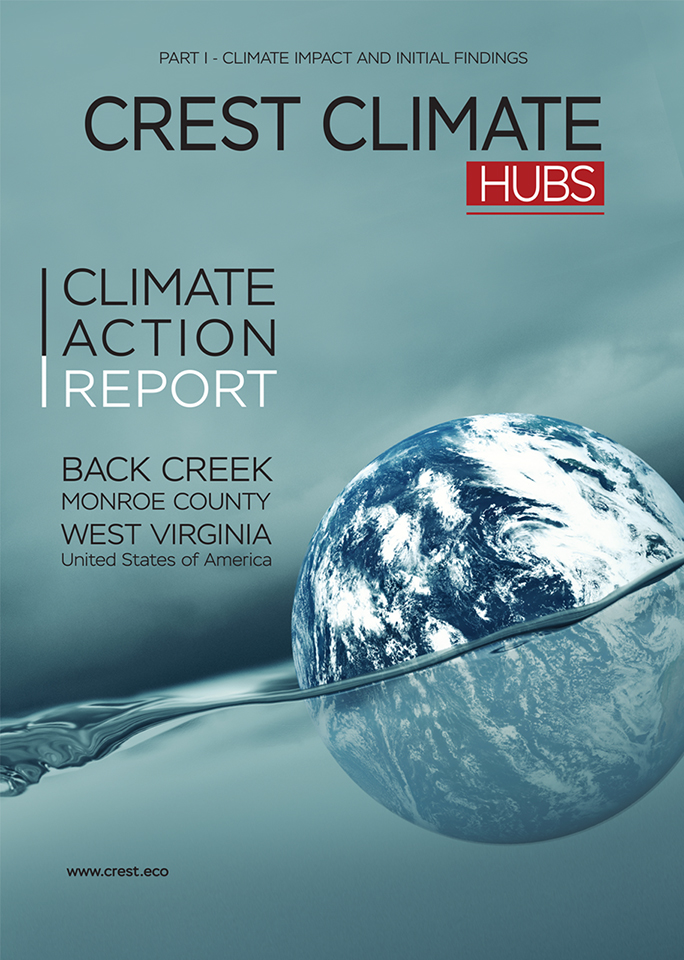 PART I - CLIMATE IMPACT AND INITIAL FINDINGS
CREST CLIMATE
HUBS
CLIMATE
ACTION
REPORT
BACK CREEK
MONROE COUNTY
WEST VIRGINIA
United States of America
www.crest.eco